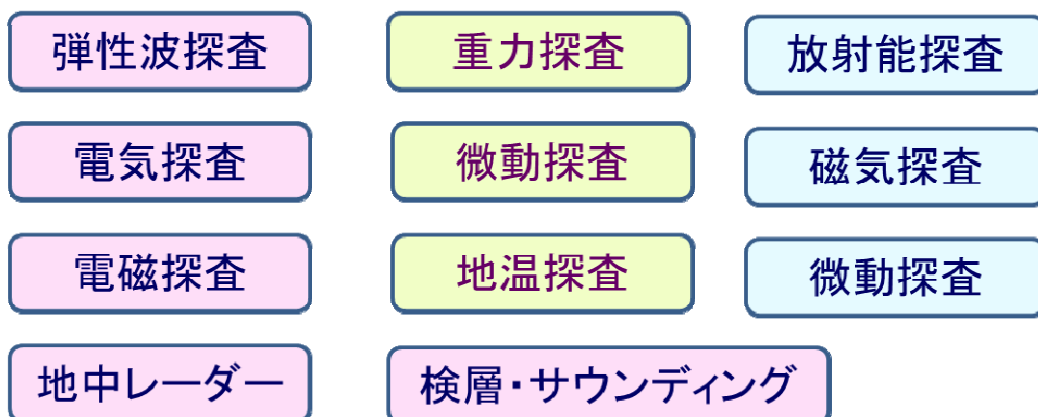 弾性波探査
重力探査
放射能探査
電気探査
微動探査
磁気探査
電磁探査
地温探査
微動探査
地中レーダー
検層・サウンディング